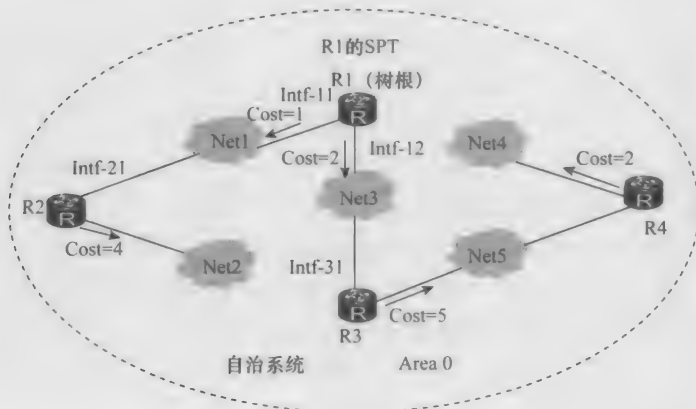 R1的SPT
R1（树根）
Intf-11
Cost=1
Net1
Cost=2
Intf-12
Net4
Cost=2
Intf-21
Net3
R2
R
R
R
R4
Cost=4
Net2
Intf-31
Net5
R
R3
Cost=5
自治系统
Area 0